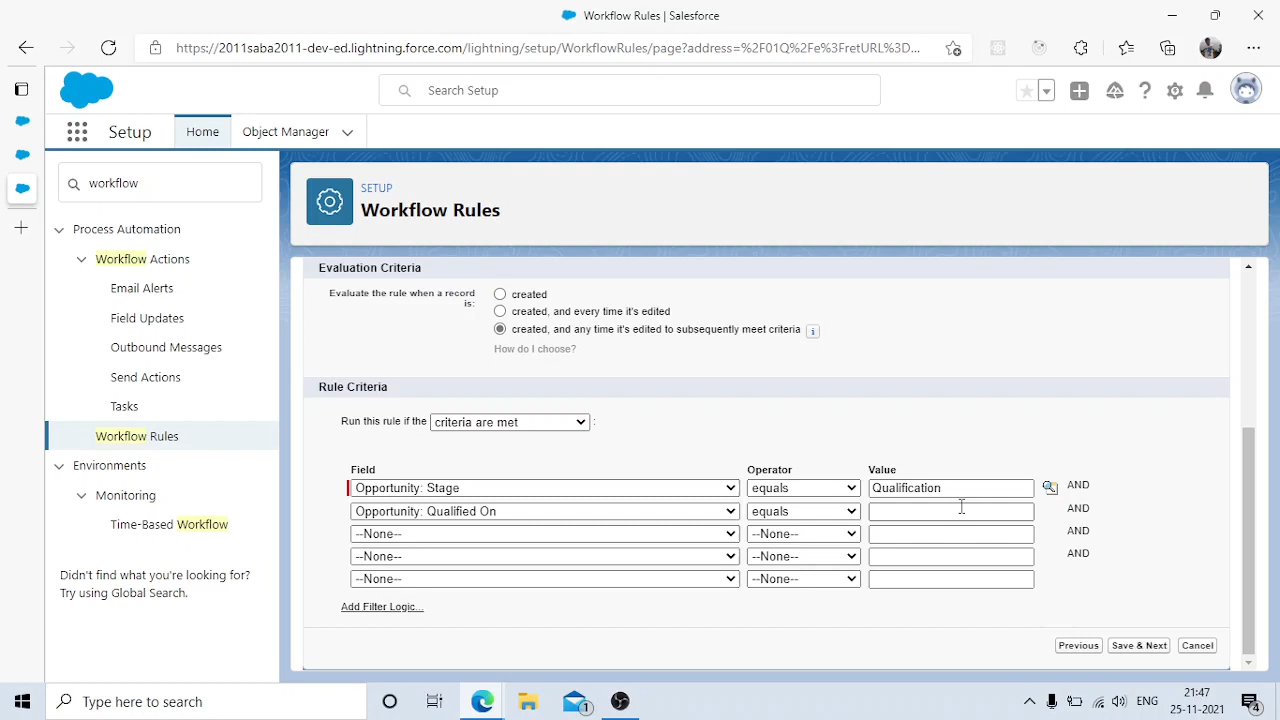 Workflow Rules | Salesforce
https://2011saba2011-dev-ed.lightning.force.com/lightning/setup/WorkflowRules/page?address=%2F01Q%2Fe%3FretURL%3D...
Search Setup
Setup
Home
Object Manager
workflow
Process Automation
Workflow Actions
Email Alerts
Field Updates
Outbound Messages
Send Actions
Tasks
Workflow Rules
Environments
Monitoring
Time-Based Workflow
Didn't find what you're looking for?
Try using Global Search.
SETUP
Workflow Rules
Evaluation Criteria
Evaluate the rule when a record
is:
created
created, and every time it's edited
created, and any time it's edited to subsequently meet criteria
How do I choose?
Rule Criteria
Run this rule if the criteria are met :
Field Operator Value
Opportunity: Stage equals Qualification AND
Opportunity: Qualified On equals AND
--None-- --None-- AND
--None-- --None-- AND
--None-- --None--
Add Filter Logic...
Previous Save & Next Cancel
Type here to search
1
ENG
21:47
25-11-2021
4